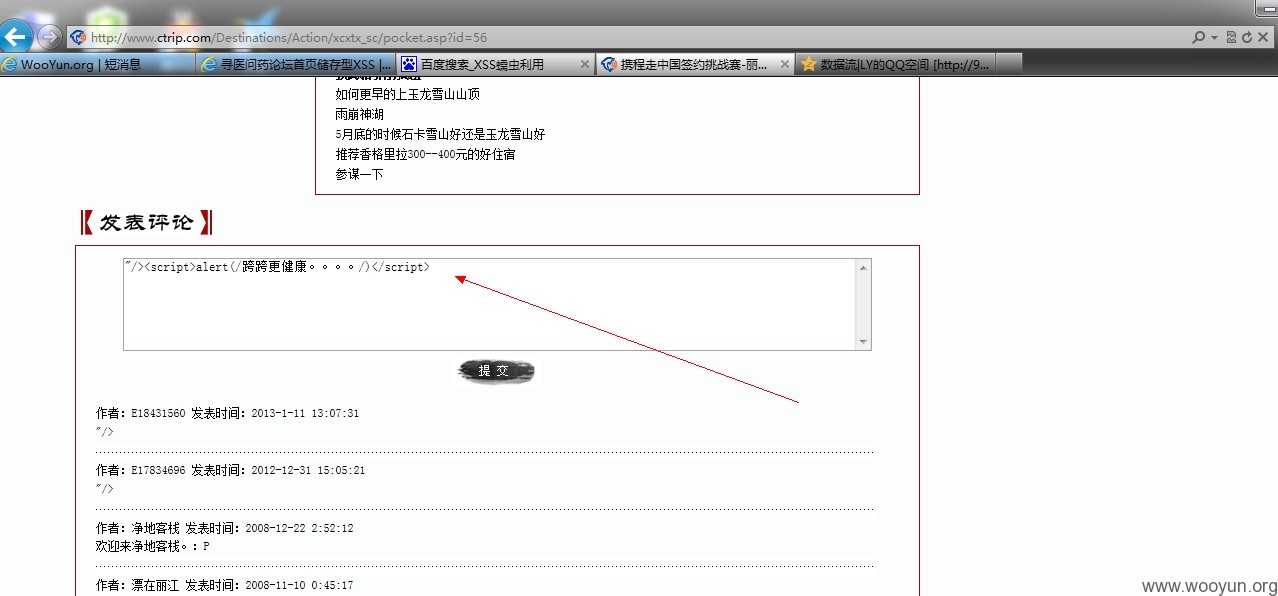 http://www.ctrip.com/Destinations/Action/xcxtx_sc/pocket.asp?id=56
WooYun.org | 短消息 寻医问药论坛首页储存型XSS |... 百度搜索_XSS蠕虫利用 携程走中国签约挑战赛-丽... 数据流|LY的QQ空间 [http://9...
如何更早的上玉龙雪山山顶
雨崩神湖
5月底的时候石卡雪山好还是玉龙雪山好
推荐香格里拉300--400元的好住宿
参谋一下
【发表评论】
"/><script>alert(/跨跨更健康。。。。/)</script>
提 交
作者: E18431560 发表时间: 2013-1-11 13:07:31
"/>
作者: E17834696 发表时间: 2012-12-31 15:05:21
"/>
作者: 净地客栈 发表时间: 2008-12-22 2:52:12
欢迎来净地客栈。: P
作者: 漂在丽江 发表时间: 2008-11-10 0:45:17
www.wooyun.org